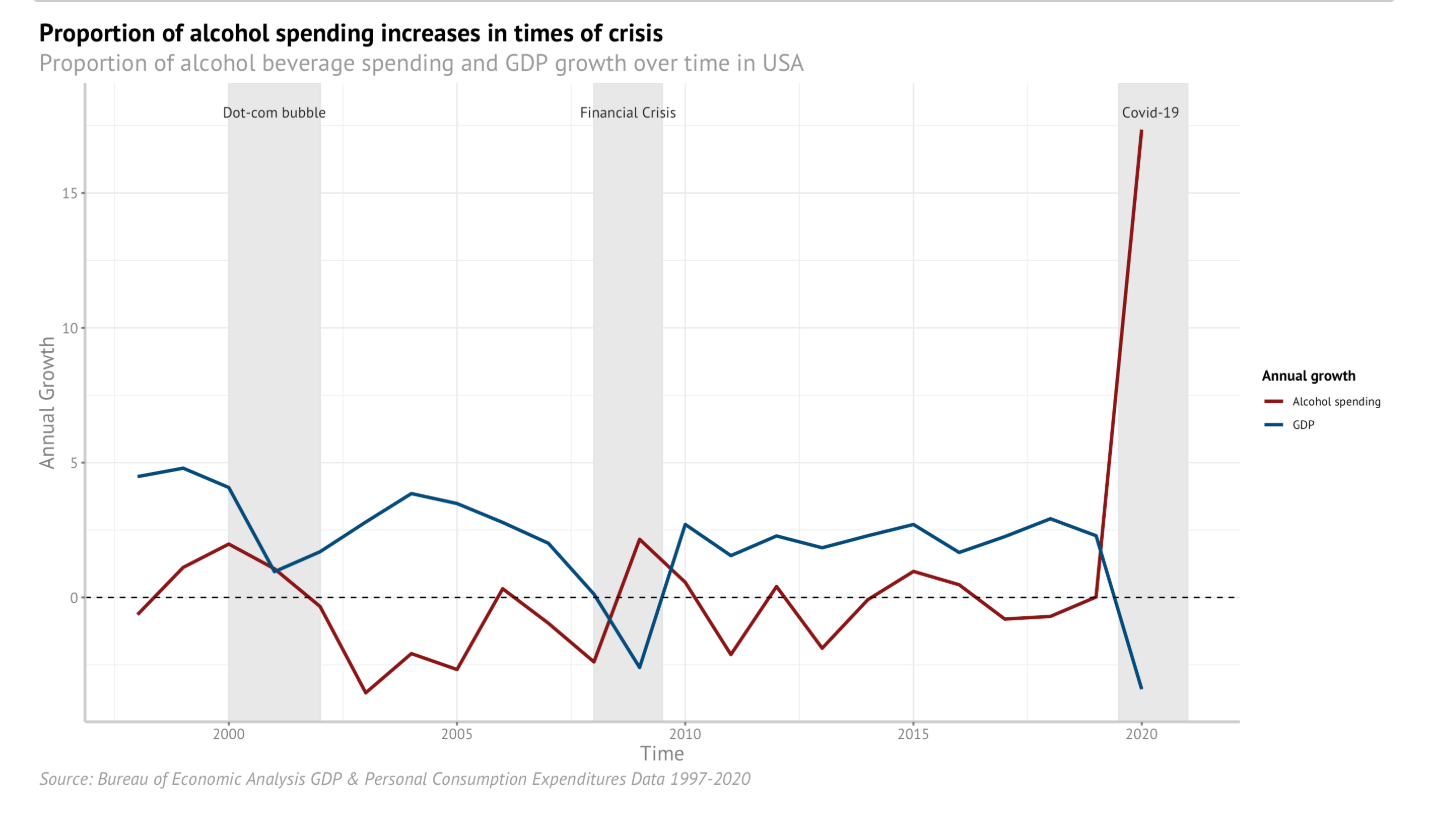 Proportion of alcohol spending increases in times of crisis
Proportion of alcohol beverage spending and GDP growth over time in USA
Dot-com bubble
Financial Crisis
Covid-19
15
10
5
0
Annual Growth
Annual growth
Alcohol spending
GDP
2000
2005
2010
2015
2020
Time
Source: Bureau of Economic Analysis GDP & Personal Consumption Expenditures Data 1997-2020